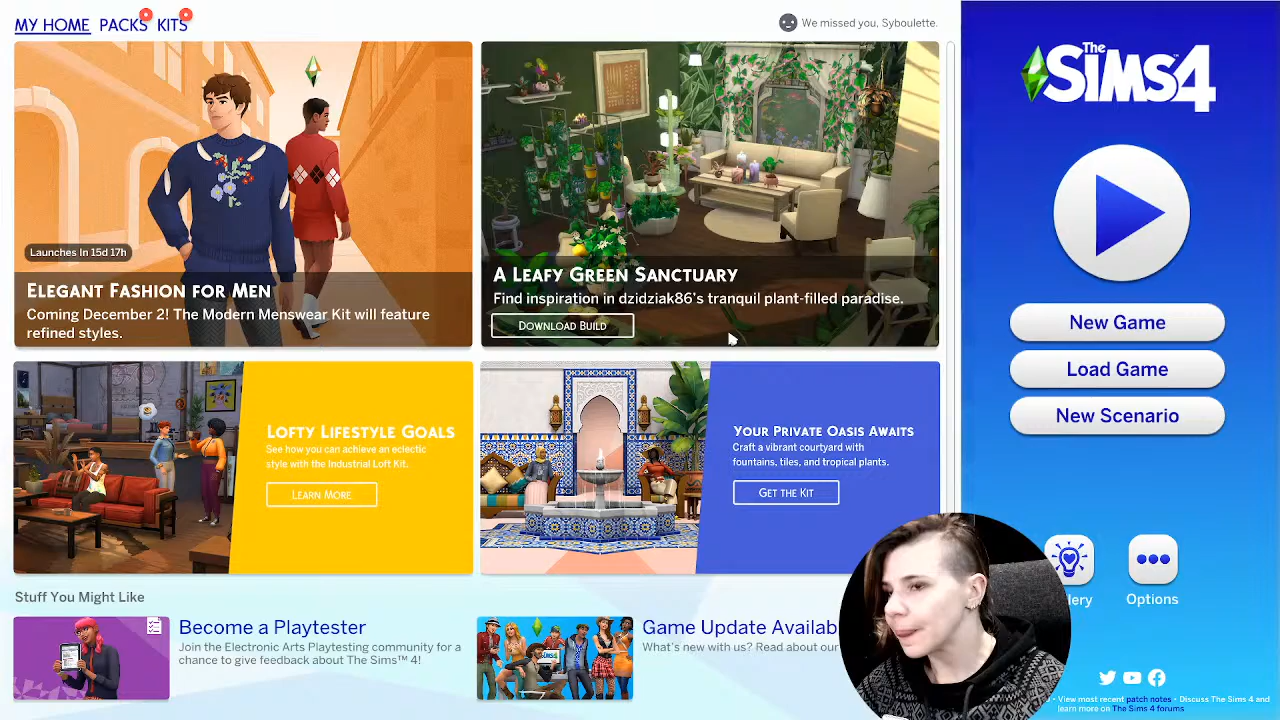 MY HOME PACKS KITS
We missed you, Syboulette.
Launches In 15d 17h
ELEGANT FASHION FOR MEN
Coming December 2! The Modern Menswear Kit will feature
refined styles.
A LEAFY GREEN SANCTUARY
Find inspiration in dzidziak86's tranquil plant-filled paradise.
DOWNLOAD BUILD
LOFTY LIFESTYLE GOALS
See how you can achieve an eclectic
style with the Industrial Loft Kit.
LEARN MORE
YOUR PRIVATE OASIS AWAITS
Craft a vibrant courtyard with
fountains, tiles, and tropical plants.
GET THE KIT
Stuff You Might Like
Become a Playtester
Join the Electronic Arts Playtesting community for a
chance to give feedback about The Sims™ 4!
Game Update Availab
What's new with us? Read about our
The SiMS 4
New Game
Load Game
New Scenario
lery
Options
View most recent patch notes • Discuss The Sims 4 and
learn more on The Sims 4 forums